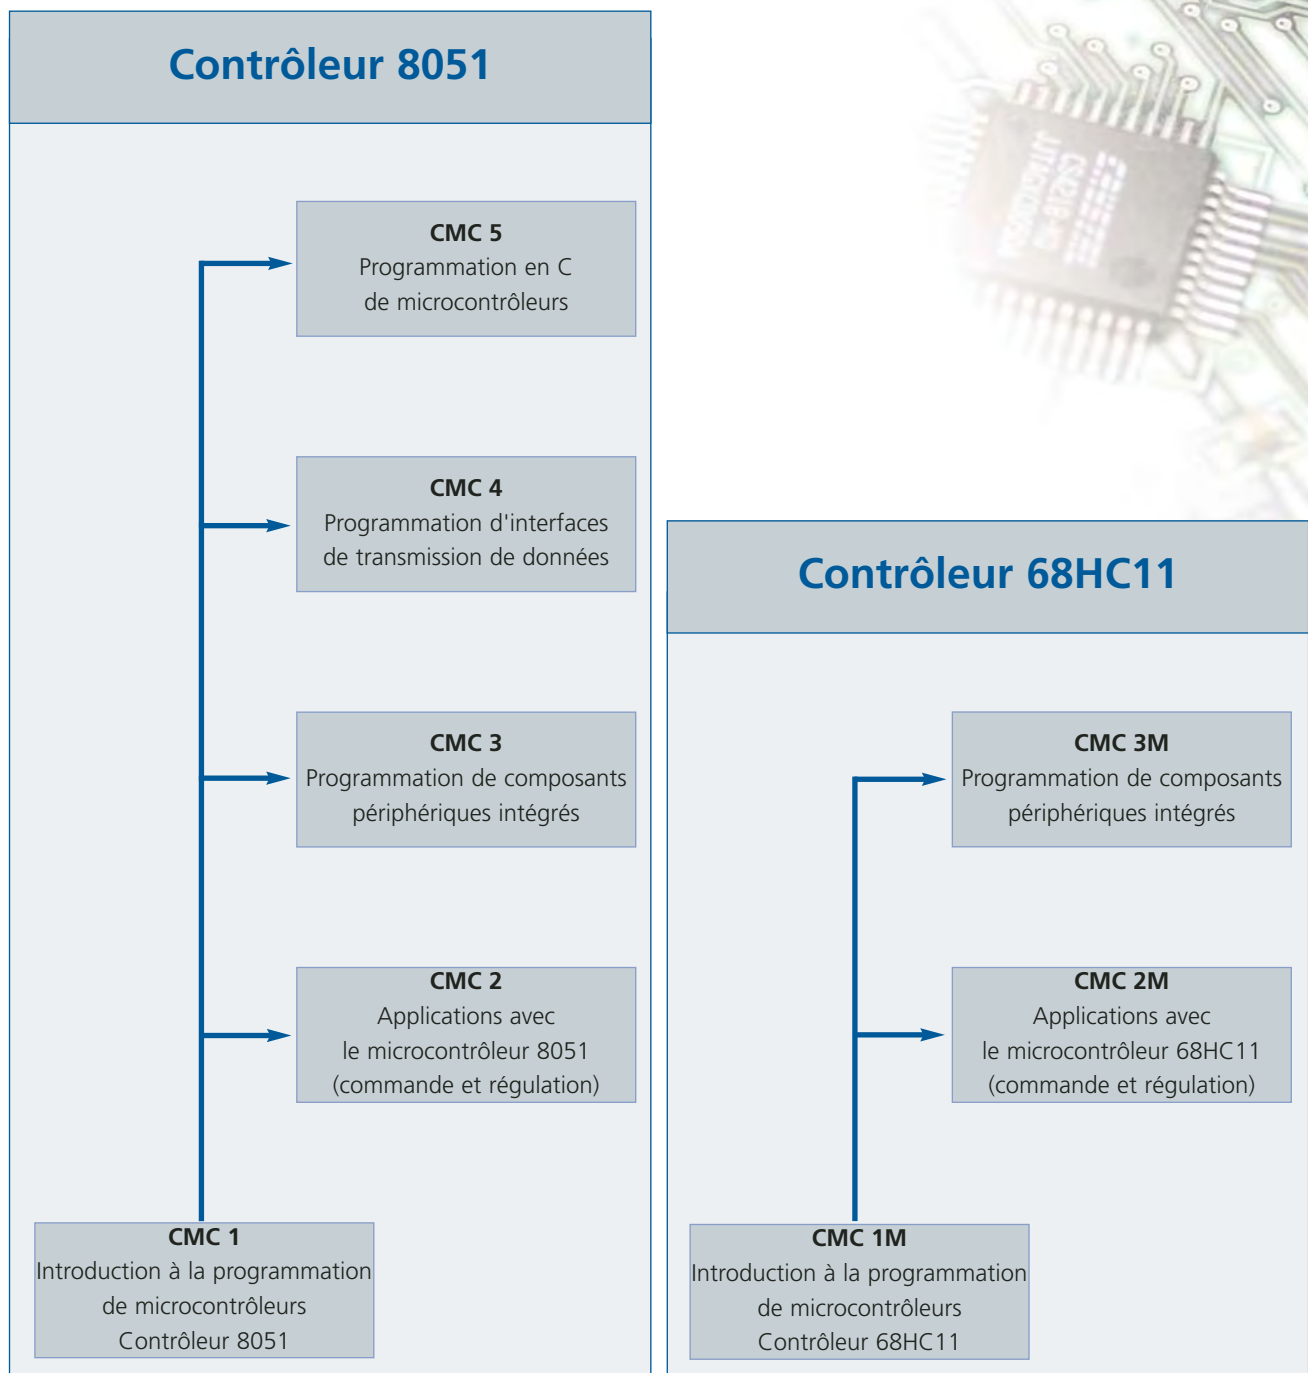 Contrôleur 8051
CMC 5
Programmation en C
de microcontrôleurs
CMC 4
Programmation d'interfaces
de transmission de données
CMC 3
Programmation de composants
périphériques intégrés
CMC 2
Applications avec
le microcontrôleur 8051
(commande et régulation)
CMC 1
Introduction à la programmation
de microcontrôleurs
Contrôleur 8051
Contrôleur 68HC11
CMC 3M
Programmation de composants
périphériques intégrés
CMC 2M
Applications avec
le microcontrôleur 68HC11
(commande et régulation)
CMC 1M
Introduction à la programmation
de microcontrôleurs
Contrôleur 68HC11